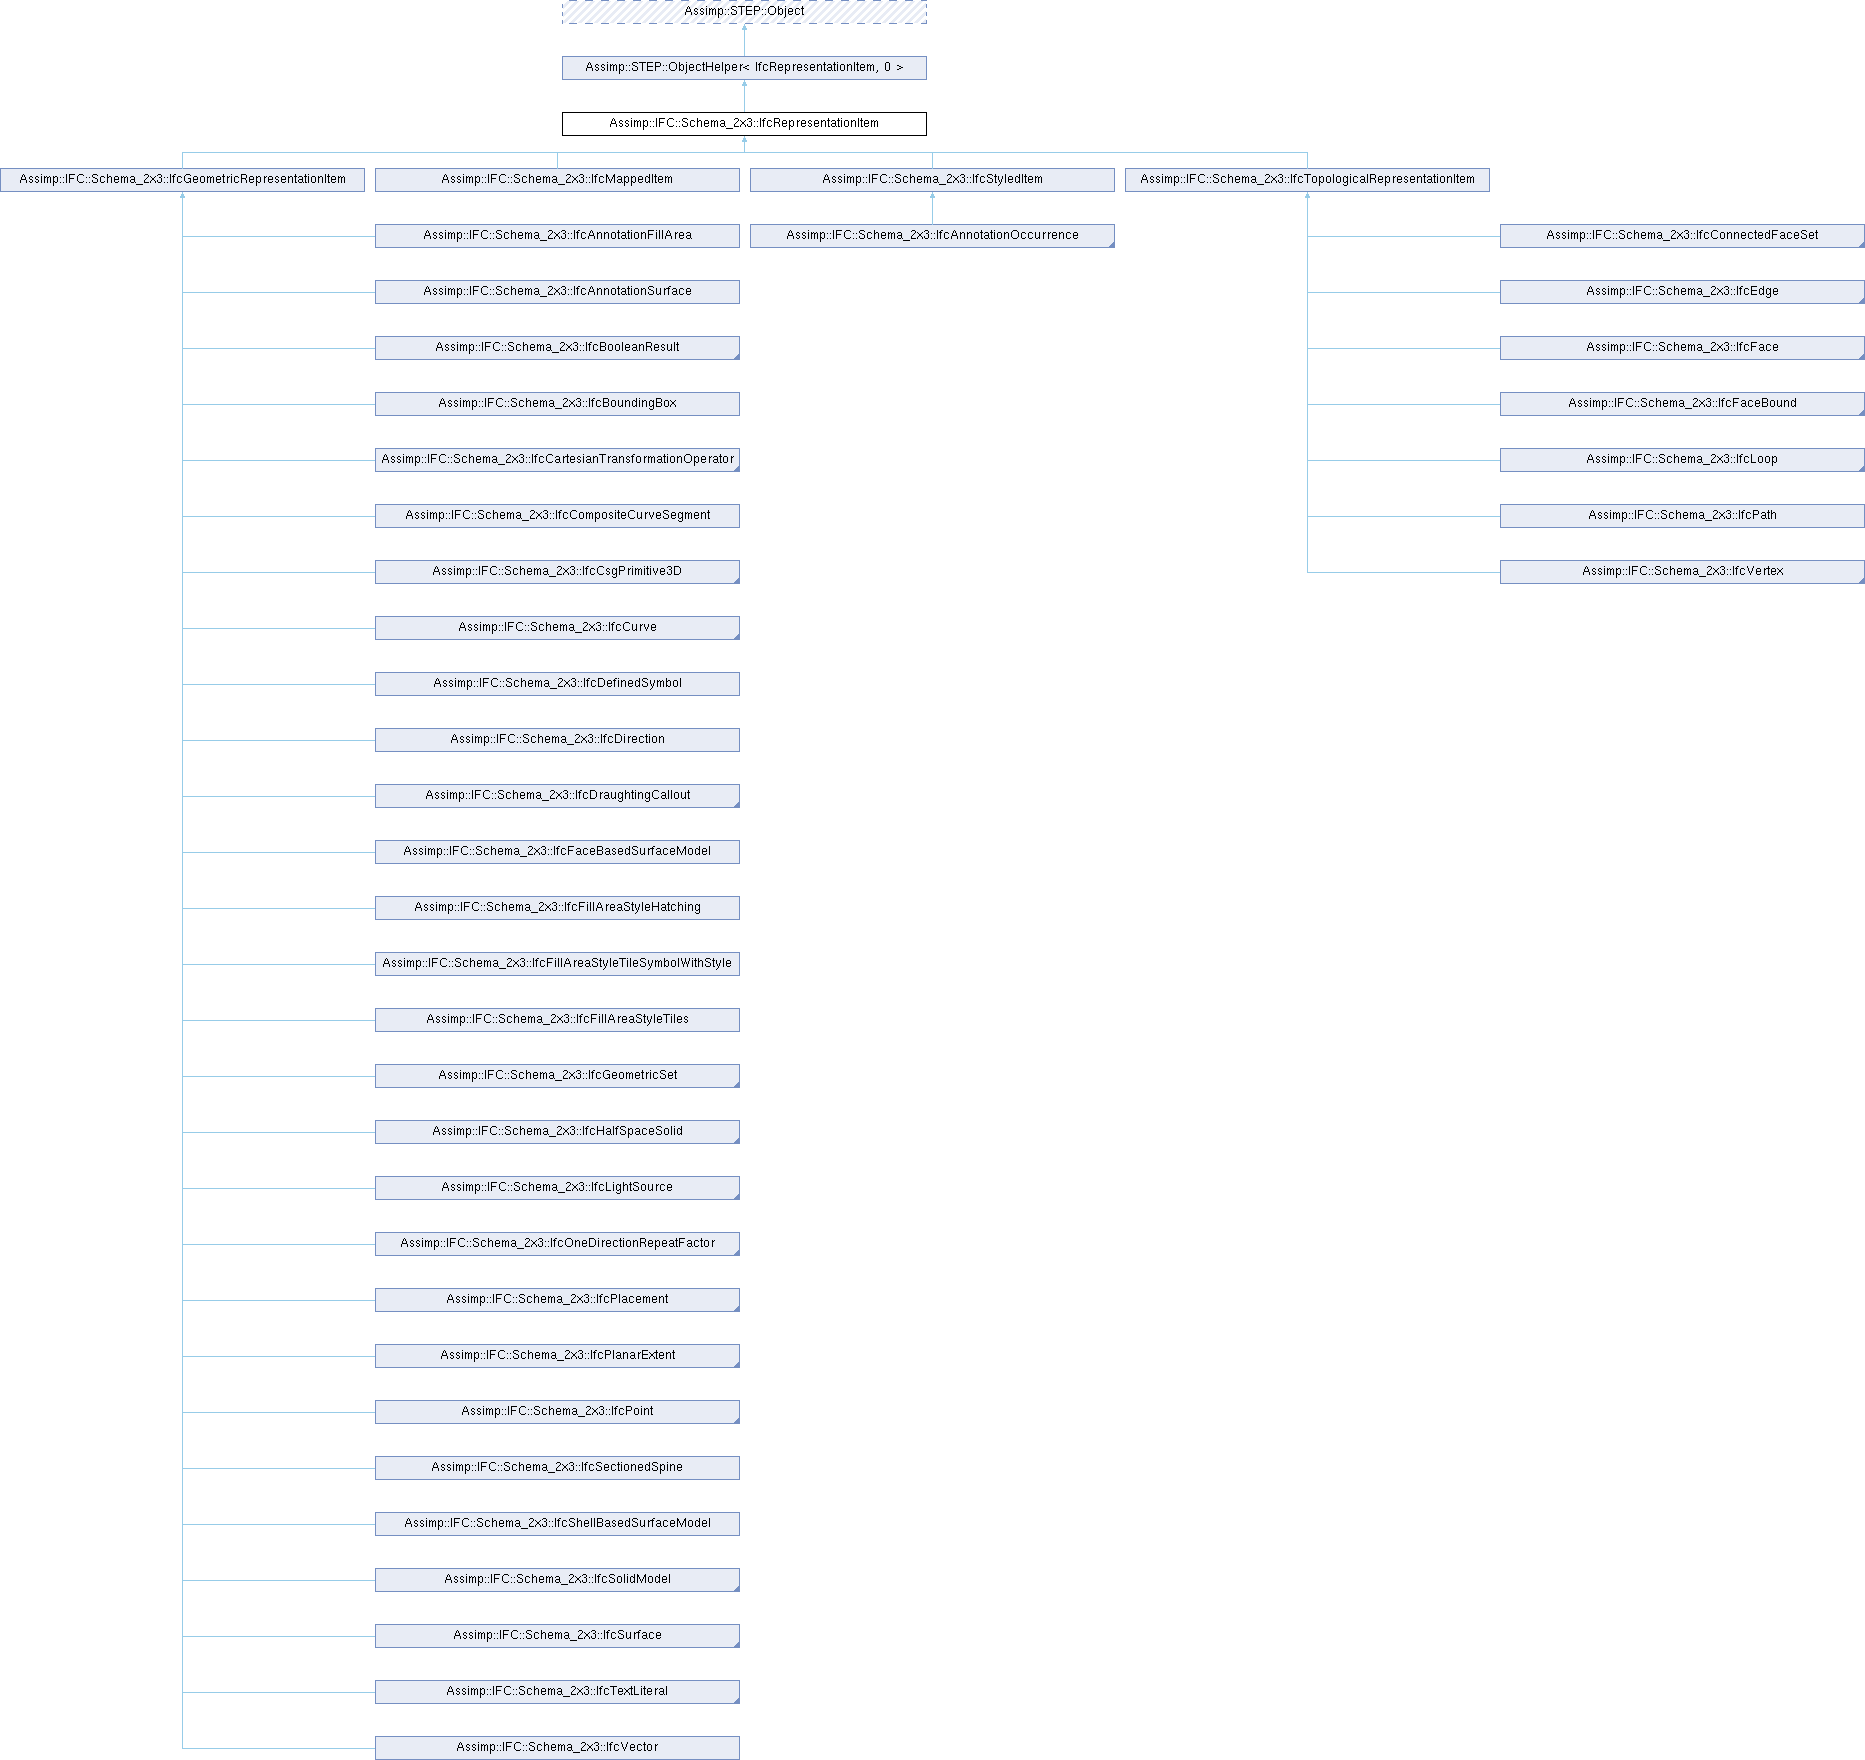 Assimp::STEP::Object
Assimp::STEP::ObjectHelper< IfcRepresentationItem, 0 >
Assimp::IFC::Schema_2x3::IfcRepresentationItem
Assimp::IFC::Schema_2x3::IfcGeometricRepresentationItem
Assimp::IFC::Schema_2x3::IfcMappedItem
Assimp::IFC::Schema_2x3::IfcStyledItem
Assimp::IFC::Schema_2x3::IfcTopologicalRepresentationItem
Assimp::IFC::Schema_2x3::IfcAnnotationFillArea
Assimp::IFC::Schema_2x3::IfcAnnotationOccurrence
Assimp::IFC::Schema_2x3::IfcConnectedFaceSet
Assimp::IFC::Schema_2x3::IfcAnnotationSurface
Assimp::IFC::Schema_2x3::IfcEdge
Assimp::IFC::Schema_2x3::IfcBooleanResult
Assimp::IFC::Schema_2x3::IfcFace
Assimp::IFC::Schema_2x3::IfcBoundingBox
Assimp::IFC::Schema_2x3::IfcFaceBound
Assimp::IFC::Schema_2x3::IfcCartesianTransformationOperator
Assimp::IFC::Schema_2x3::IfcLoop
Assimp::IFC::Schema_2x3::IfcCompositeCurveSegment
Assimp::IFC::Schema_2x3::IfcPath
Assimp::IFC::Schema_2x3::IfcCsgPrimitive3D
Assimp::IFC::Schema_2x3::IfcVertex
Assimp::IFC::Schema_2x3::IfcCurve
Assimp::IFC::Schema_2x3::IfcDefinedSymbol
Assimp::IFC::Schema_2x3::IfcDirection
Assimp::IFC::Schema_2x3::IfcDraughtingCallout
Assimp::IFC::Schema_2x3::IfcFaceBasedSurfaceModel
Assimp::IFC::Schema_2x3::IfcFillAreaStyleHatching
Assimp::IFC::Schema_2x3::IfcFillAreaStyleTileSymbolWithStyle
Assimp::IFC::Schema_2x3::IfcFillAreaStyleTiles
Assimp::IFC::Schema_2x3::IfcGeometricSet
Assimp::IFC::Schema_2x3::IfcHalfSpaceSolid
Assimp::IFC::Schema_2x3::IfcLightSource
Assimp::IFC::Schema_2x3::IfcOneDirectionRepeatFactor
Assimp::IFC::Schema_2x3::IfcPlacement
Assimp::IFC::Schema_2x3::IfcPlanarExtent
Assimp::IFC::Schema_2x3::IfcPoint
Assimp::IFC::Schema_2x3::IfcSectionedSpine
Assimp::IFC::Schema_2x3::IfcShellBasedSurfaceModel
Assimp::IFC::Schema_2x3::IfcSolidModel
Assimp::IFC::Schema_2x3::IfcSurface
Assimp::IFC::Schema_2x3::IfcTextLiteral
Assimp::IFC::Schema_2x3::IfcVector